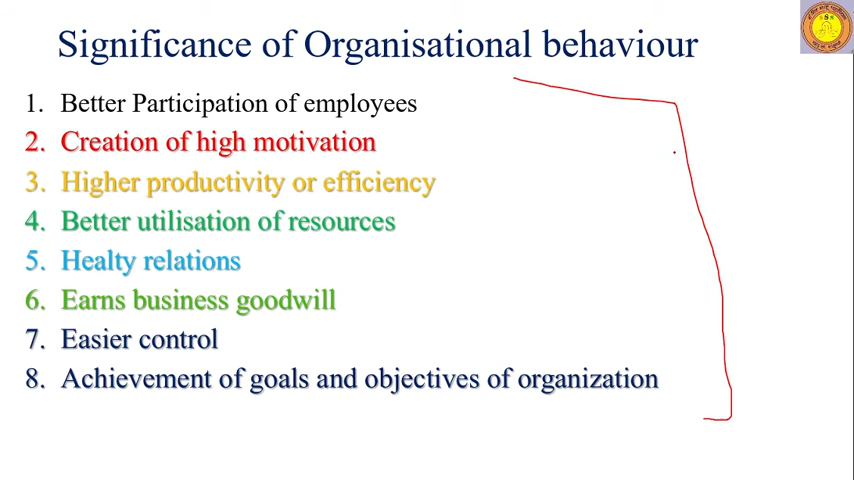 Significance of Organisational behaviour
1. Better Participation of employees
2. Creation of high motivation
3. Higher productivity or efficiency
4. Better utilisation of resources
5. Healty relations
6. Earns business goodwill
7. Easier control
8. Achievement of goals and objectives of organization